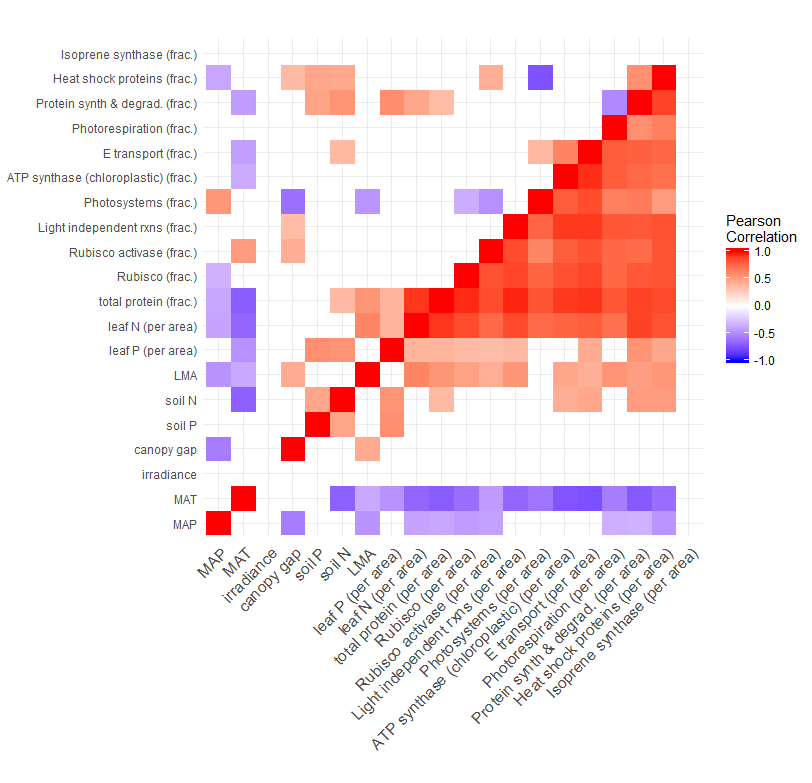 Isoprene synthase (frac.)
Heat shock proteins (frac.)
Protein synth & degrad. (frac.)
Photorespiration (frac.)
E transport (frac.)
ATP synthase (chloroplastic) (frac.)
Photosystems (frac.)
Light independent rxns (frac.)
Rubisco activase (frac.)
Rubisco (frac.)
total protein (frac.)
leaf N (per area)
leaf P (per area)
LMA
soil N
soil P
canopy gap
irradiance
MAT
MAP
MAP
MAT
irradiance
canopy gap
soil P
soil N
LMA
leaf P (per area)
leaf N (per area)
total protein (per area)
Rubisco (per area)
Rubisco activase (per area)
Light independent rxns (per area)
Photosystems (per area)
ATP synthase (chloroplastic) (per area)
E transport (per area)
Photorespiration (per area)
Protein synth & degrad. (per area)
Heat shock proteins (per area)
Isoprene synthase (per area)
Pearson
Correlation
1.0
0.5
0.0
-0.5
-1.0